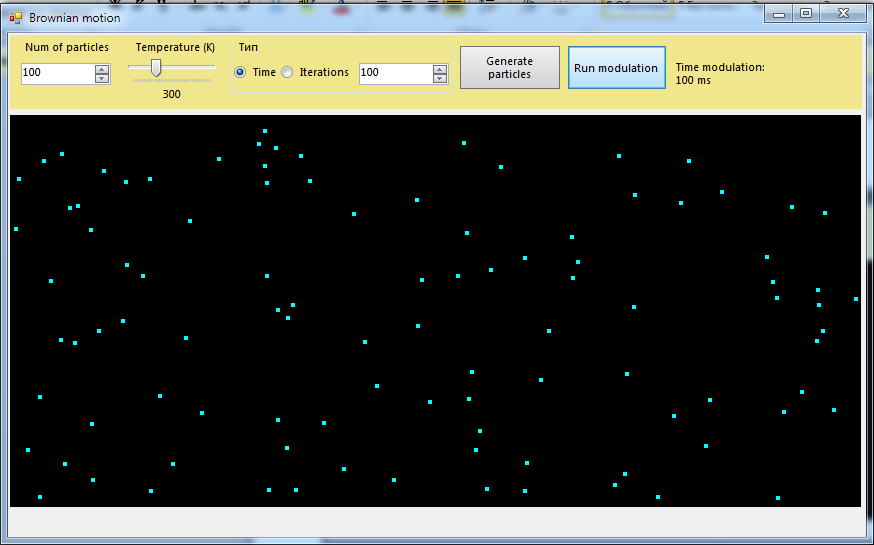 Brownian motion
Num of particles
Temperature (K)
Тип
100
Time
Iterations
100
Generate
particles
Run modulation
Time modulation:
100 ms
300